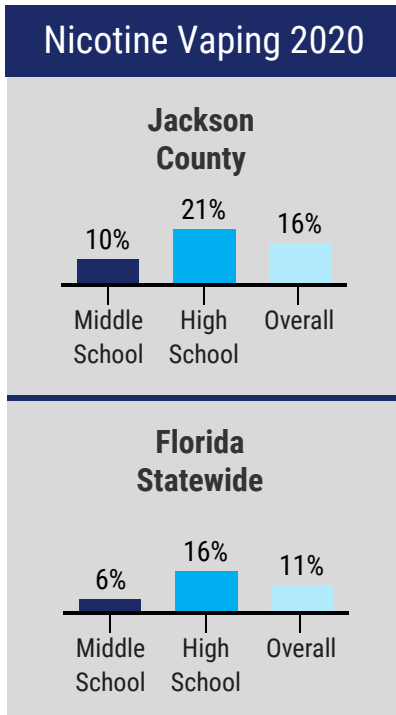 Nicotine Vaping 2020
Jackson
County
10%
21%
16%
Middle
School
High
School
Overall
Florida
Statewide
6%
16%
11%
Middle
School
High
School
Overall